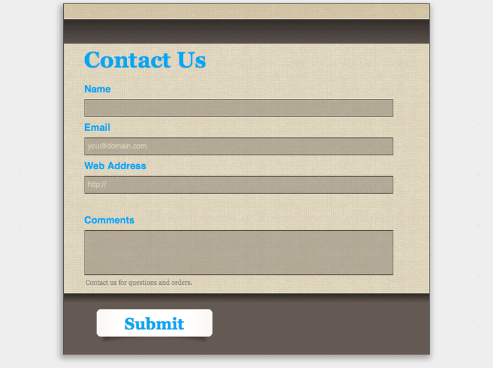 Contact Us
Name
Email
you@domain.com
Web Address
http://
Comments
Contact us for questions and orders.
Submit